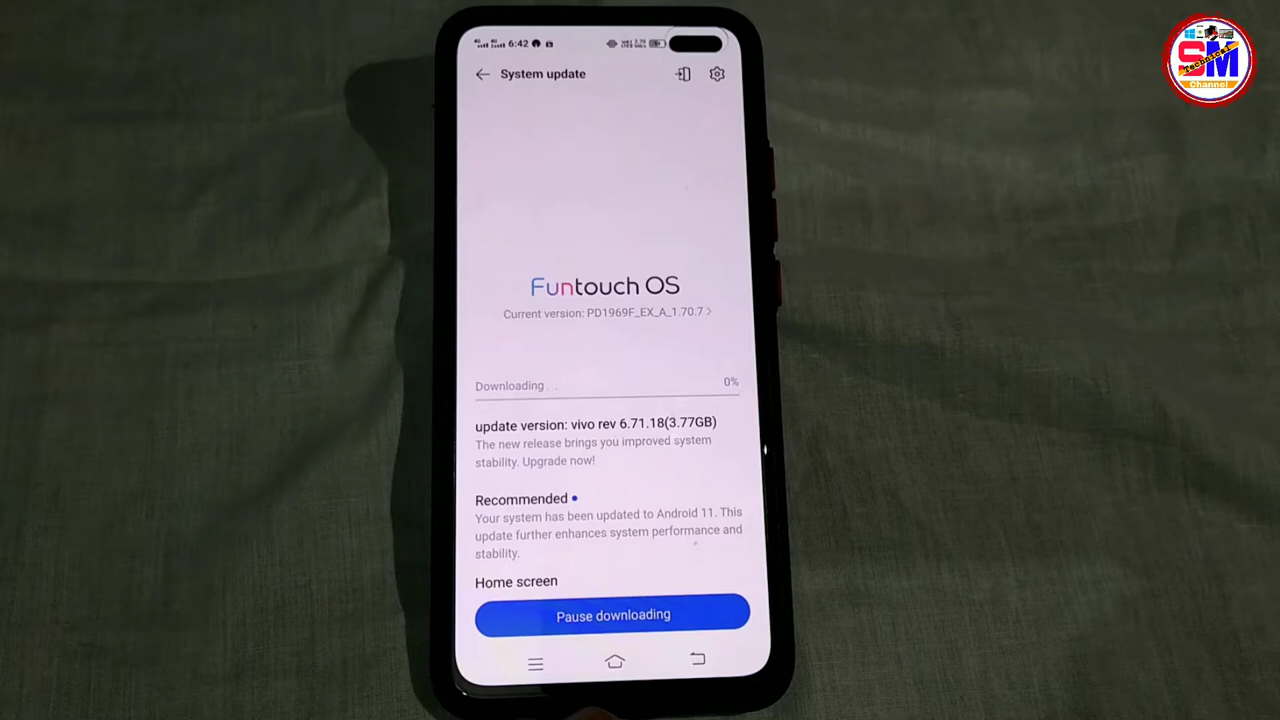 6:42
System update
Funtouch OS
Current version: PD1969F_EX_A_1.70.7 >
Downloading . . 0%
update version: vivo rev 6.71.18(3.77GB)
The new release brings you improved system
stability. Upgrade now!
Recommended
Your system has been updated to Android 11. This
update further enhances system performance and
stability.
Home screen
Pause downloading
SM
Technical
Channel